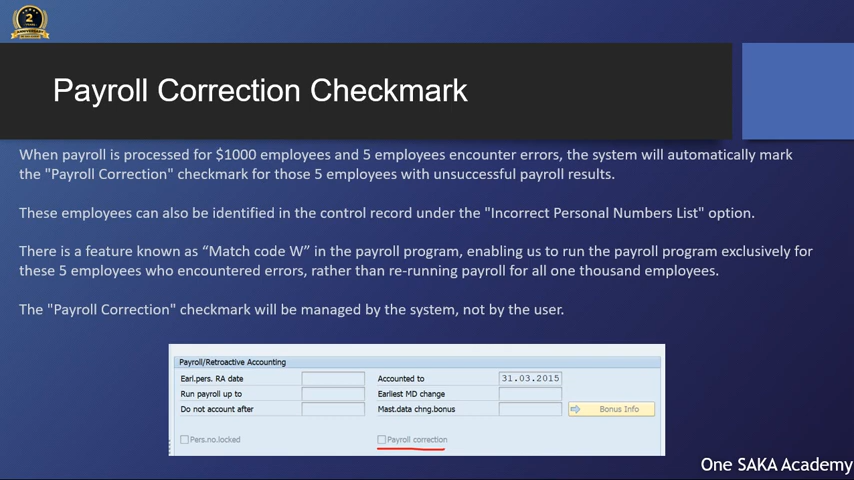 2
ANNIVERSARY
Payroll Correction Checkmark
When payroll is processed for $1000 employees and 5 employees encounter errors, the system will automatically mark
the "Payroll Correction" checkmark for those 5 employees with unsuccessful payroll results.
These employees can also be identified in the control record under the "Incorrect Personal Numbers List" option.
There is a feature known as “Match code W” in the payroll program, enabling us to run the payroll program exclusively for
these 5 employees who encountered errors, rather than re-running payroll for all one thousand employees.
The "Payroll Correction" checkmark will be managed by the system, not by the user.
Payroll/Retroactive Accounting
Earl.pers. RA date Accounted to 31.03.2015
Run payroll up to Earliest MD change
Do not account after Mast.data chng.bonus Bonus Info
Pers.no.locked Payroll correction
One SAKA Academy